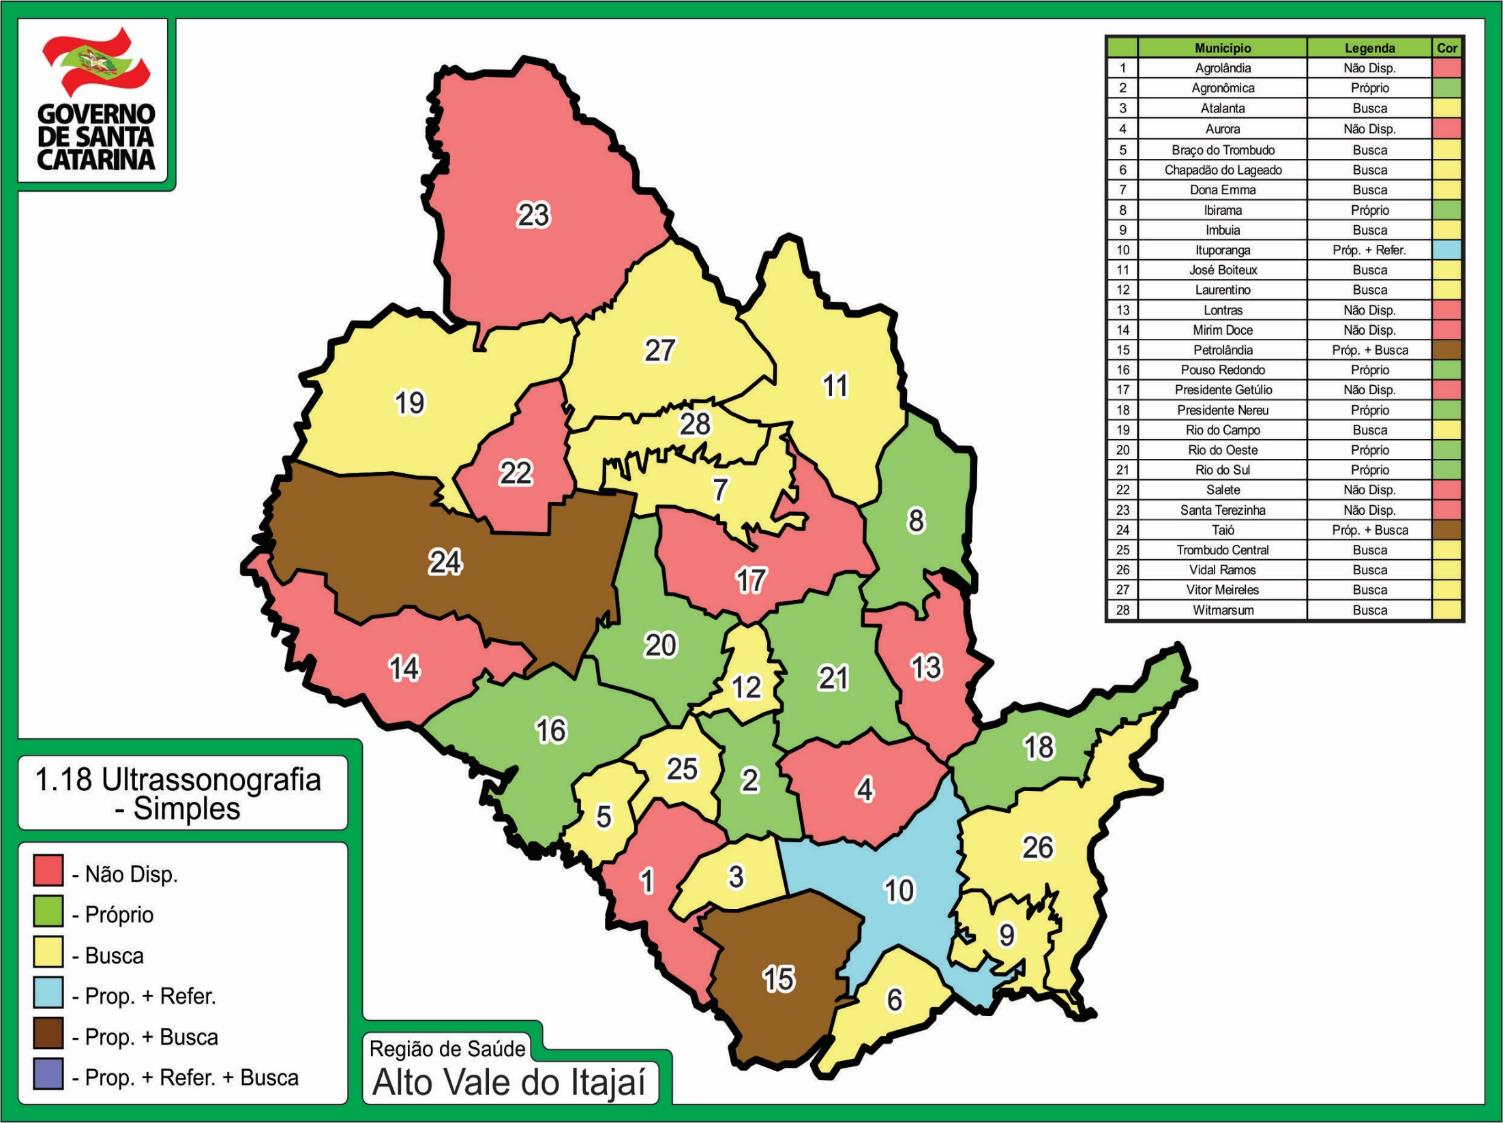 GOVERNO
DE SANTA
CATARINA
Município Legenda Cor
1 Agrolândia Não Disp.
2 Agronômica Próprio
3 Atalanta Busca
4 Aurora Não Disp.
5 Braço do Trombudo Busca
6 Chapadão do Lageado Busca
7 Dona Emma Busca
8 Ibirama Próprio
9 Imbuia Busca
10 Ituporanga Próp. + Refer.
11 José Boiteux Busca
12 Laurentino Busca
13 Lontras Não Disp.
14 Mirim Doce Não Disp.
15 Petrolândia Próp. + Busca
16 Pouso Redondo Próprio
17 Presidente Getúlio Não Disp.
18 Presidente Nereu Próprio
19 Rio do Campo Busca
20 Rio do Oeste Próprio
21 Rio do Sul Próprio
22 Salete Não Disp.
23 Santa Terezinha Não Disp.
24 Taió Próp. + Busca
25 Trombudo Central Busca
26 Vidal Ramos Busca
27 Vitor Meireles Busca
28 Witmarsum Busca
23
27
11
19
28
22
7
8
24
17
20
14
12
21
13
16
18
25
2
4
5
26
1
3
10
9
15
6
1.18 Ultrassonografia
- Simples
- Não Disp.
- Próprio
- Busca
- Prop. + Refer.
- Prop. + Busca
- Prop. + Refer. + Busca
Região de Saúde
Alto Vale do Itajaí